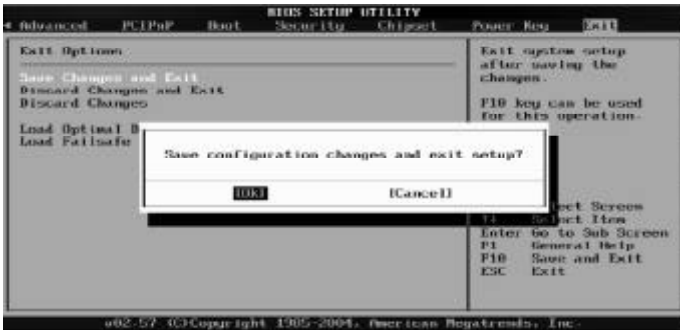 BIOS SETUP UTILITY
Advanced PCIPnP Boot Security Chipset Power Key Exit
Exit Options
Save Changes and Exit
Discard Changes and Exit
Discard Changes
Load Optimal
Load Failsafe
Exit system setup
after saving the
changes.
F10 key can be used
for this operation.
Save configuration changes and exit setup?
[OK] [Cancel]
Screen
Select Item
Enter Go to Sub Screen
F1 General Help
F10 Save and Exit
ESC Exit
v02.57 (C)Copyright 1985-2004, American Megatrends, Inc.